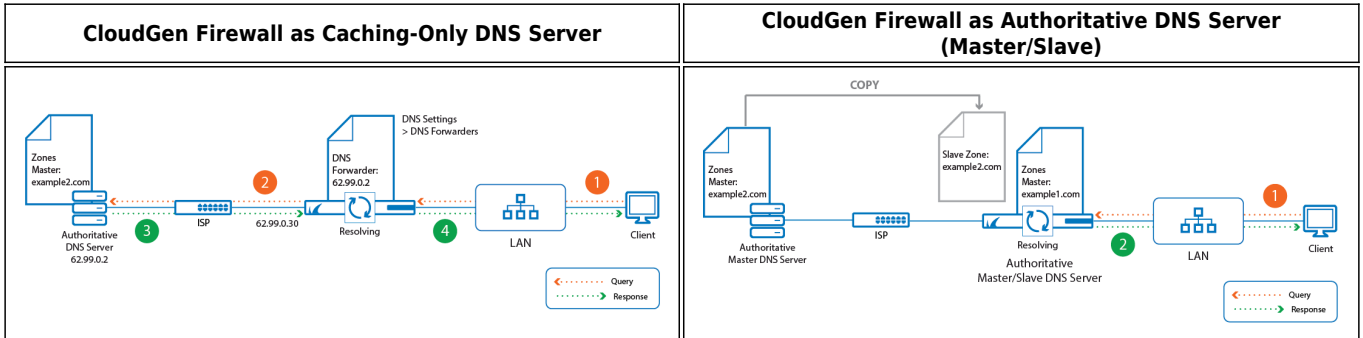 CloudGen Firewall as Caching-Only DNS Server
CloudGen Firewall as Authoritative DNS Server
(Master/Slave)
DNS Settings
> DNS Forwarders
Zones
Master:
example2.com
DNS
Forwarder:
62.99.0.2
1
2
3
4
ISP
62.99.0.30
Resolving
LAN
Client
Authoritative
DNS Server
62.99.0.2
Query
Response
COPY
Zones
Master:
example2.com
Slave Zone:
example2.com
Zones
Master:
example1.com
1
2
ISP
Resolving
LAN
Client
Authoritative
Master DNS Server
Authoritative
Master/Slave DNS Server
Query
Response